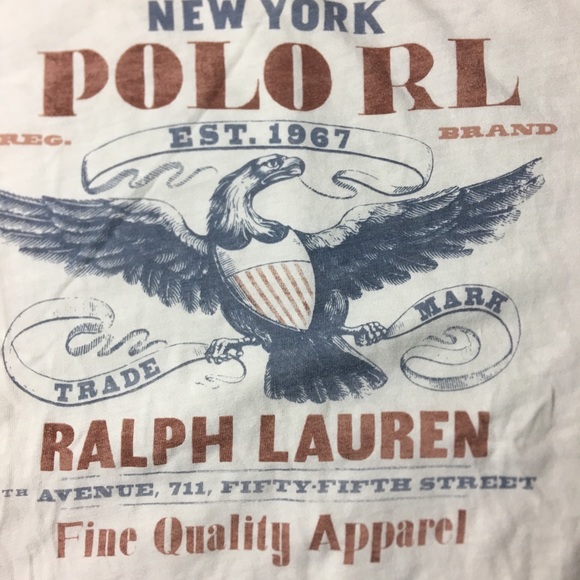 NEW YORK
POLO RL
REG. EST. 1967 BRAND
TRADE MARK
RALPH LAUREN
TH AVENUE, 711, FIFTY-FIFTH STREET
Fine Quality Apparel